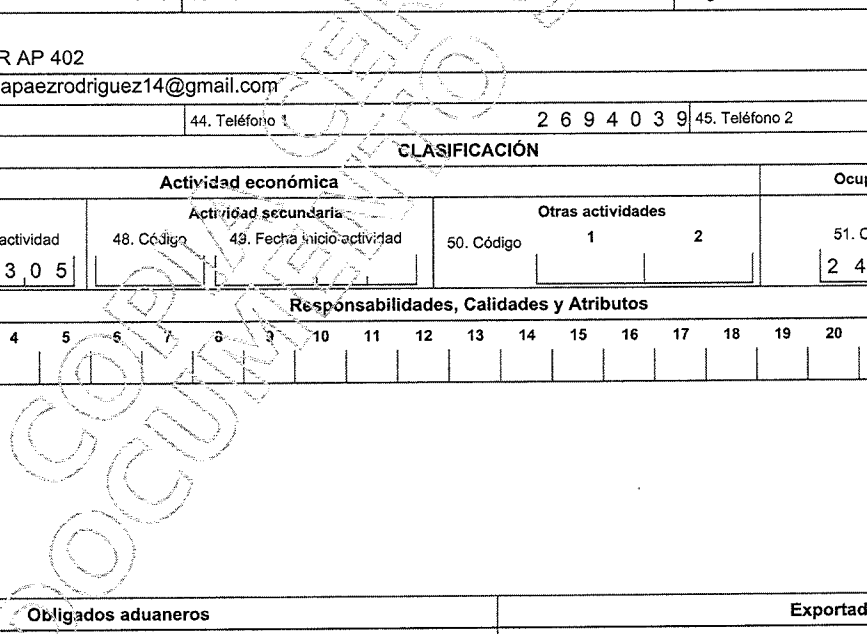 R AP 402
apaezrodriguez14@gmail.com
44. Teléfono 1 2 6 9 4 0 3 9 45. Teléfono 2
CLASIFICACIÓN
Actividad económica
Actividad secundaria Otras actividades
actividad 48. Código 49. Fecha inicio actividad 50. Código 1 2 51.
3 0 5 2 4
Responsabilidades, Calidades y Atributos
4 5 6 7 8 9 10 11 12 13 14 15 16 17 18 19 20
Obligados aduaneros
COPIA
DOCUMENTO